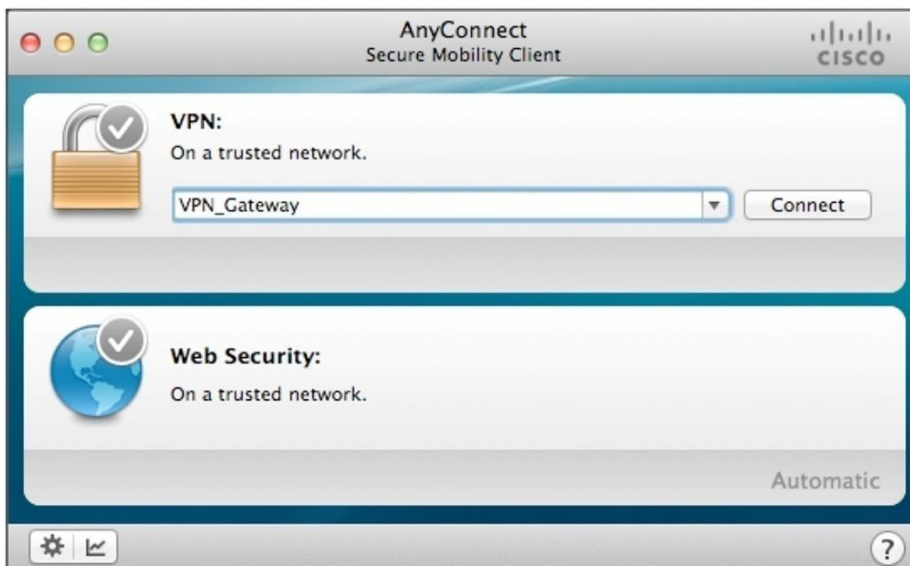 AnyConnect
Secure Mobility Client
CISCO
VPN:
On a trusted network.
VPN_Gateway
Connect
Web Security:
On a trusted network.
Automatic
?